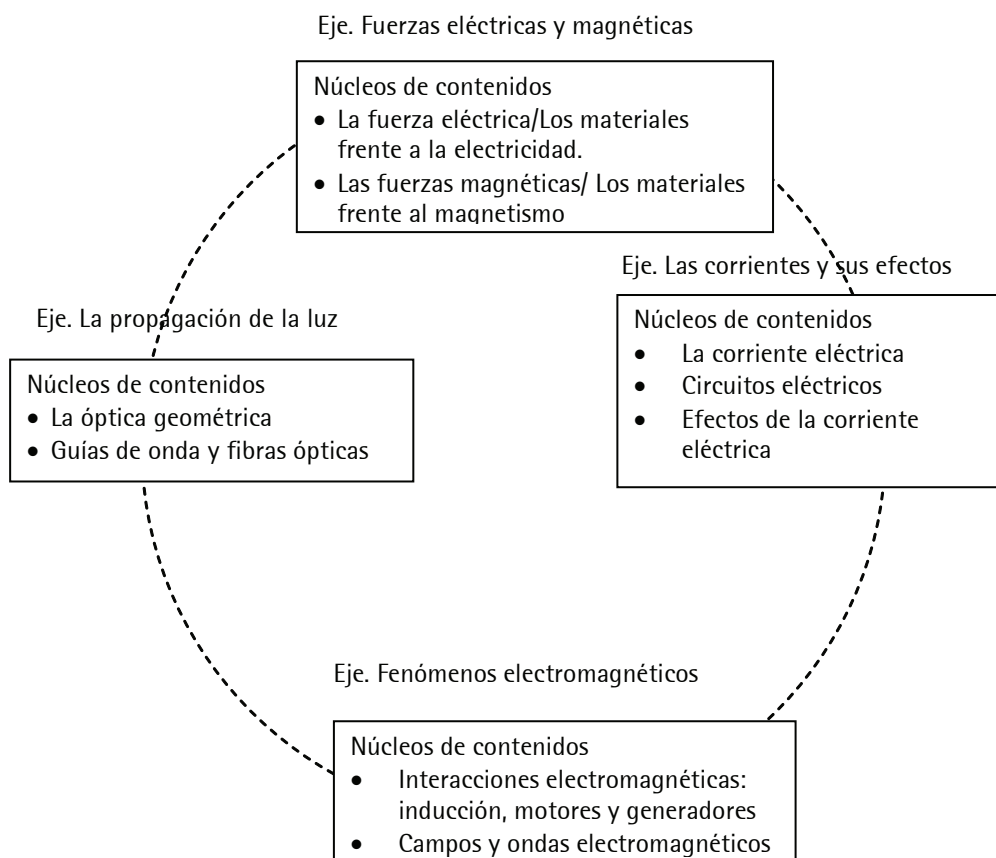 Eje. Fuerzas eléctricas y magnéticas
Núcleos de contenidos
• La fuerza eléctrica/Los materiales
frente a la electricidad.
• Las fuerzas magnéticas/ Los materiales
frente al magnetismo
Eje. Las corrientes y sus efectos
Núcleos de contenidos
• La corriente eléctrica
• Circuitos eléctricos
• Efectos de la corriente
eléctrica
Eje. La propagación de la luz
Núcleos de contenidos
• La óptica geométrica
• Guías de onda y fibras ópticas
Eje. Fenómenos electromagnéticos
Núcleos de contenidos
• Interacciones electromagnéticas:
inducción, motores y generadores
• Campos y ondas electromagnéticos